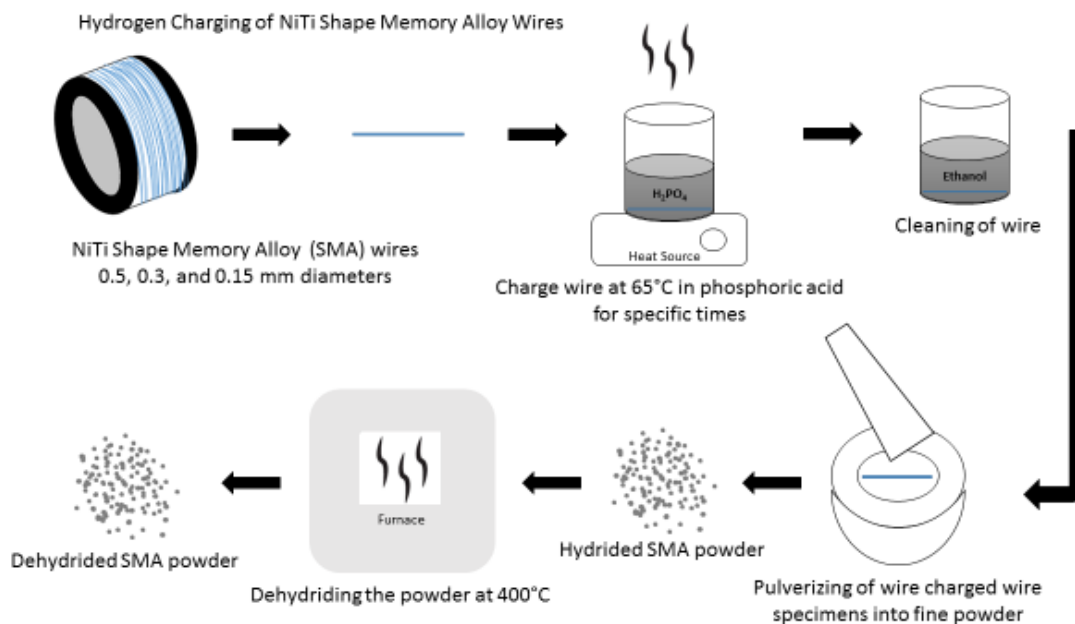 Hydrogen Charging of NiTi Shape Memory Alloy Wires
NiTi Shape Memory Alloy (SMA) wires
0.5, 0.3, and 0.15 mm diameters
H₂PO₄
Heat Source
Charge wire at 65°C in phosphoric acid
for specific times
Ethanol
Cleaning of wire
Pulverizing of wire charged wire
specimens into fine powder
Hydrided SMA powder
Furnace
Dehydriding the powder at 400°C
Dehydrided SMA powder